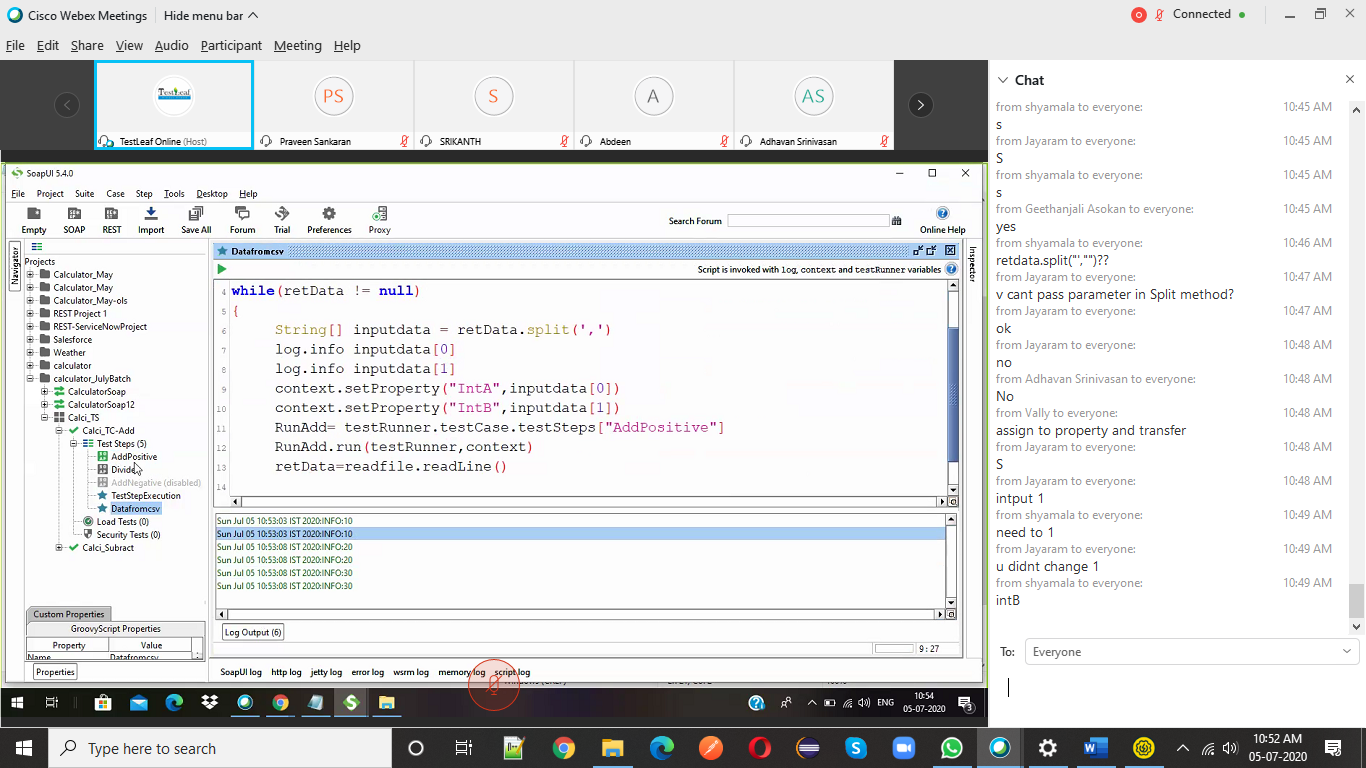 Cisco Webex Meetings Hide menu bar Connected
File Edit Share View Audio Participant Meeting Help
TestLeaf
PS
S
A
AS
TestLeaf Online (Host)
Praveen Sankaran
SRIKANTH
Abdeen
Adhavan Srinivasan
SoapUI 5.4.0
File Project Suite Case Step Tools Desktop Help
Empty SOAP REST Import Save All Forum Trial Preferences Proxy
Search Forum
Online Help
Navigator
Projects
Calculator_May
Calculator_May
Calculator_May-ols
REST Project 1
REST-ServiceNowProject
Salesforce
Weather
calculator
calculator_JulyBatch
CalculatorSoap
CalculatorSoap12
Calci_TS
Calci_TC-Add
Test Steps (5)
AddPositive
Divide
AddNegative (disabled)
TestStepExecution
Datafromcsv
Load Tests (0)
Security Tests (0)
Calci_Subract
Custom Properties
GroovyScript Properties
Property Value
Name Datafromcsv
Properties
Datafromcsv
Inspector
Script is invoked with log, context and testRunner variables
4 while(retData != null)
5 {
6 String[] inputdata = retData.split(',')
7 log.info inputdata[0]
8 log.info inputdata[1]
9 context.setProperty("IntA",inputdata[0])
10 context.setProperty("IntB",inputdata[1])
11 RunAdd= testRunner.testCase.testSteps["AddPositive"]
12 RunAdd.run(testRunner,context)
13 retData=readfile.readLine()
14
Sun Jul 05 10:53:03 IST 2020:INFO:10
Sun Jul 05 10:53:03 IST 2020:INFO:10
Sun Jul 05 10:53:08 IST 2020:INFO:20
Sun Jul 05 10:53:08 IST 2020:INFO:20
Sun Jul 05 10:53:08 IST 2020:INFO:30
Sun Jul 05 10:53:08 IST 2020:INFO:30
Log Output (6)
9 : 27
SoapUI log http log jetty log error log wsrm log memory log script log
ENG
10:54
05-07-2020
3
Chat
from shyamala to everyone: 10:45 AM
s
from Jayaram to everyone: 10:45 AM
S
from shyamala to everyone: 10:45 AM
s
from Geethanjali Asokan to everyone: 10:45 AM
yes
from shyamala to everyone: 10:46 AM
retdata.split("',"")??
from Jayaram to everyone: 10:47 AM
v cant pass parameter in Split method?
from Jayaram to everyone: 10:47 AM
ok
from Jayaram to everyone: 10:48 AM
no
from Adhavan Srinivasan to everyone: 10:48 AM
No
from Vally to everyone: 10:48 AM
assign to property and transfer
from Jayaram to everyone: 10:48 AM
S
from Jayaram to everyone: 10:48 AM
intput 1
from Jayaram to everyone: 10:49 AM
need to 1
from Jayaram to everyone: 10:49 AM
u didnt change 1
from shyamala to everyone: 10:49 AM
intB
To: Everyone
Type here to search
10:52 AM
05-07-2020